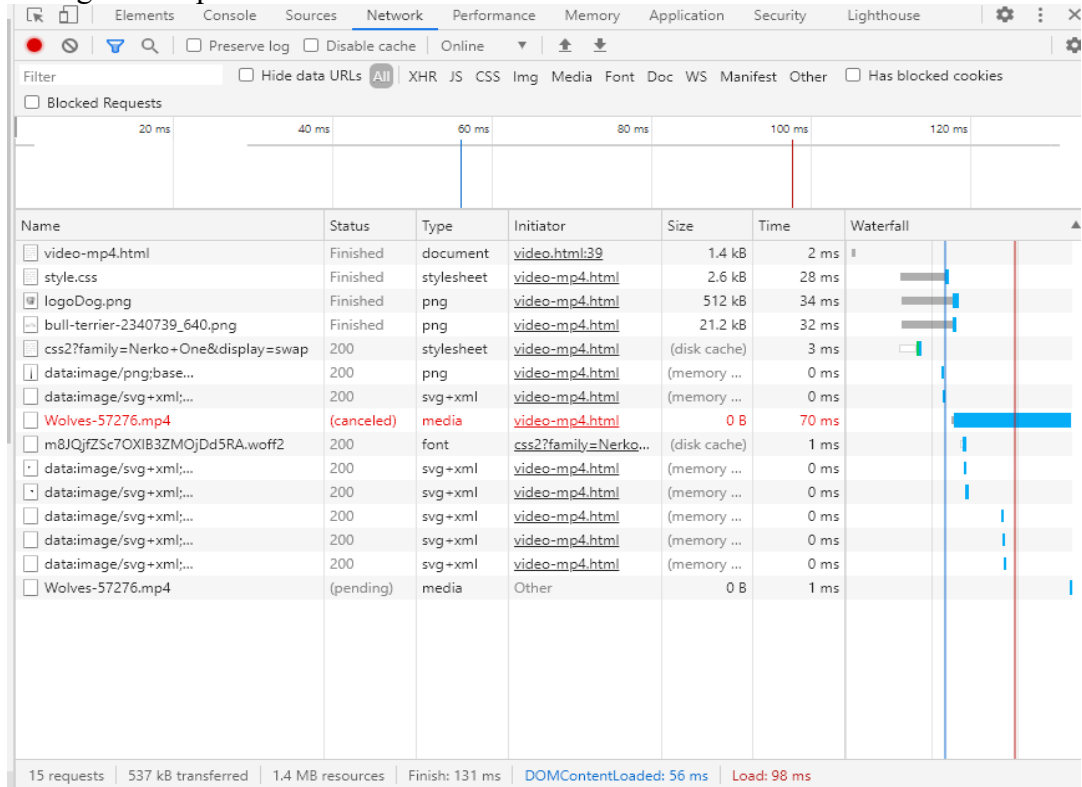 Elements Console Sources Network Performance Memory Application Security Lighthouse
Preserve log Disable cache Online
Filter Hide data URLs All XHR JS CSS Img Media Font Doc WS Manifest Other Has blocked cookies
Blocked Requests
20 ms 40 ms 60 ms 80 ms 100 ms 120 ms
Name Status Type Initiator Size Time Waterfall
video-mp4.html Finished document video.html:39 1.4 kB 2 ms
style.css Finished stylesheet video-mp4.html 2.6 kB 28 ms
logoDog.png Finished png video-mp4.html 512 kB 34 ms
bull-terrier-2340739_640.png Finished png video-mp4.html 21.2 kB 32 ms
css2?family=Nerko+One&display=swap 200 stylesheet video-mp4.html (disk cache) 3 ms
data:image/png;base... 200 png video-mp4.html (memory ... 0 ms
data:image/svg+xml;... 200 svg+xml video-mp4.html (memory ... 0 ms
Wolves-57276.mp4 (canceled) media video-mp4.html 0 B 70 ms
m8JQjfZSc7OXlB3ZMOjDd5RA.woff2 200 font css2?family=Nerko... (disk cache) 1 ms
data:image/svg+xml;... 200 svg+xml video-mp4.html (memory ... 0 ms
data:image/svg+xml;... 200 svg+xml video-mp4.html (memory ... 0 ms
data:image/svg+xml;... 200 svg+xml video-mp4.html (memory ... 0 ms
data:image/svg+xml;... 200 svg+xml video-mp4.html (memory ... 0 ms
data:image/svg+xml;... 200 svg+xml video-mp4.html (memory ... 0 ms
Wolves-57276.mp4 (pending) media Other 0 B 1 ms
15 requests 537 kB transferred 1.4 MB resources Finish: 131 ms DOMContentLoaded: 56 ms Load: 98 ms